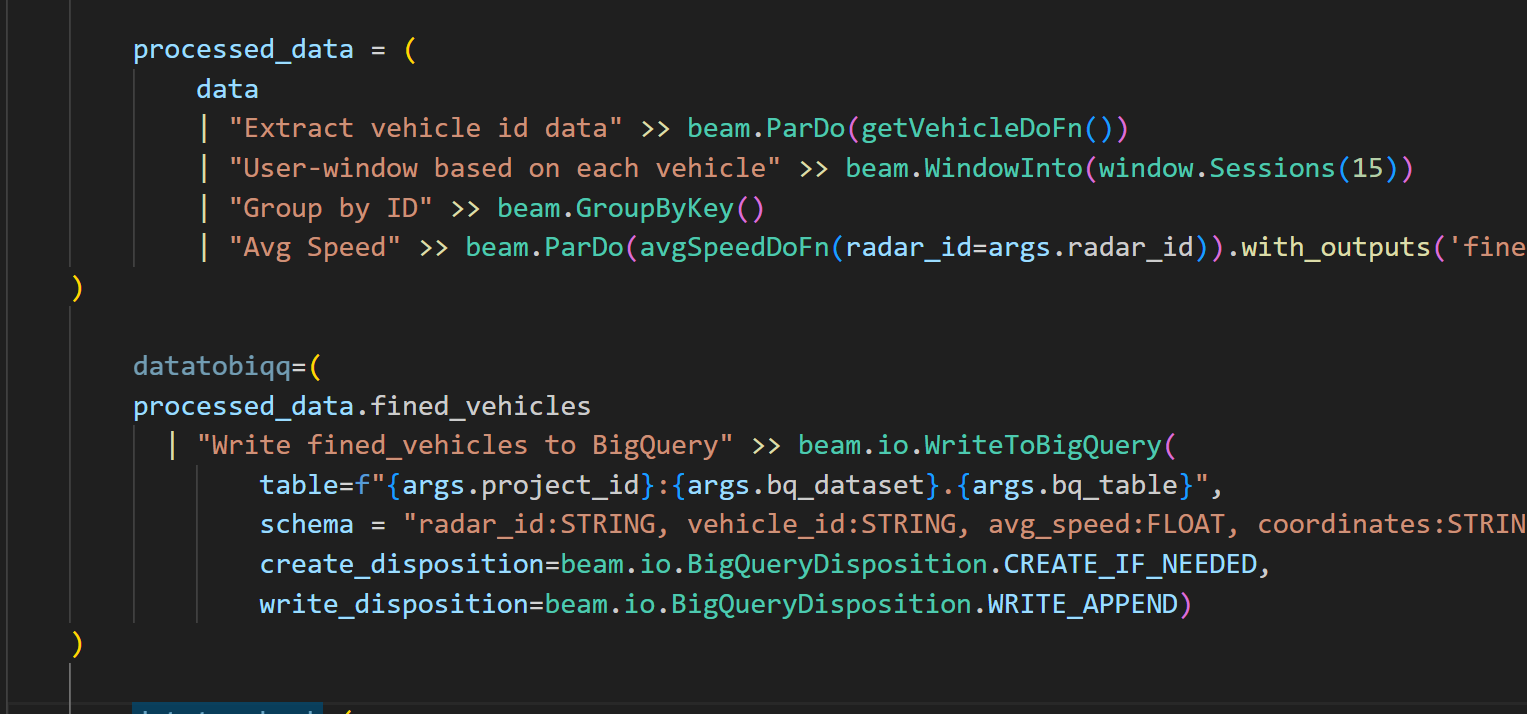 processed_data = (
data
| "Extract vehicle id data" >> beam.ParDo(getVehicleDoFn())
| "User-window based on each vehicle" >> beam.WindowInto(window.Sessions(15))
| "Group by ID" >> beam.GroupByKey()
| "Avg Speed" >> beam.ParDo(avgSpeedDoFn(radar_id=args.radar_id)).with_outputs('fine
)
datatobiqq=(
processed_data.fined_vehicles
| "Write fined_vehicles to BigQuery" >> beam.io.WriteToBigQuery(
table=f"{args.project_id}:{args.bq_dataset}.{args.bq_table}",
schema = "radar_id:STRING, vehicle_id:STRING, avg_speed:FLOAT, coordinates:STRIN
create_disposition=beam.io.BigQueryDisposition.CREATE_IF_NEEDED,
write_disposition=beam.io.BigQueryDisposition.WRITE_APPEND)
)